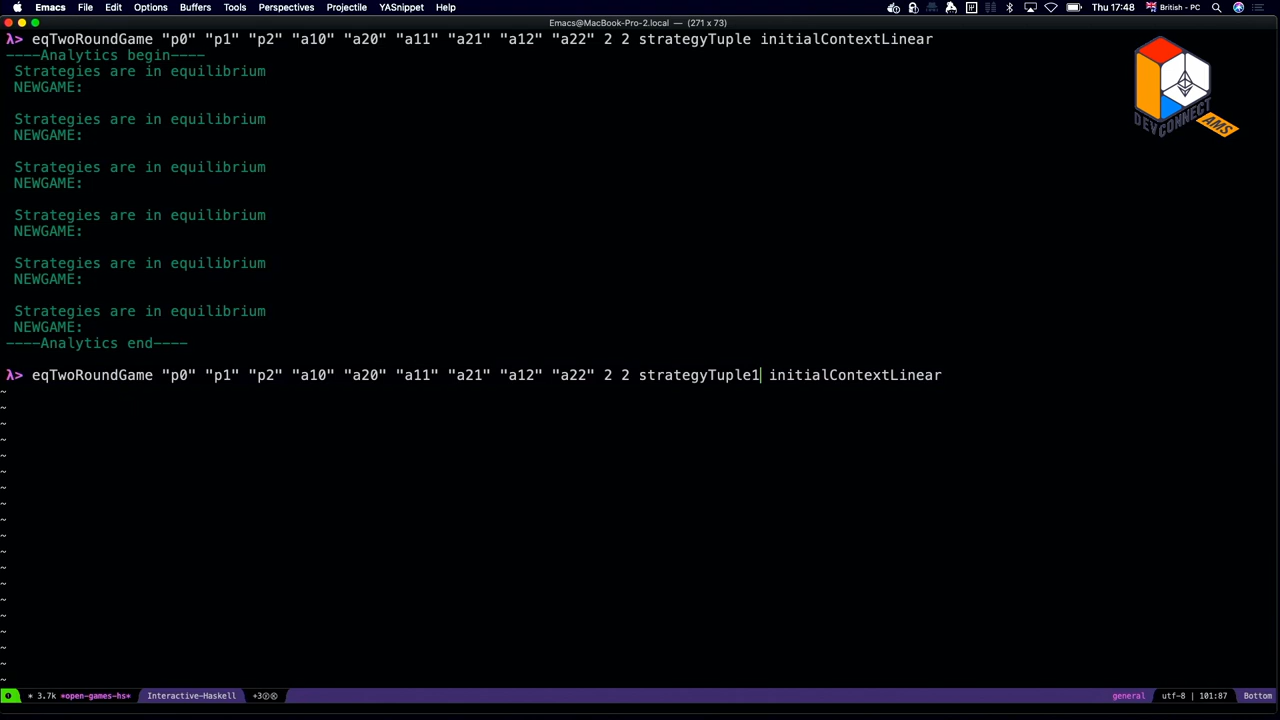 Emacs File Edit Options Buffers Tools Perspectives Projectile YASnippet Help Thu 17:48 British - PC
Emacs@MacBook-Pro-2.local — (271 x 73)
λ> eqTwoRoundGame "p0" "p1" "p2" "a10" "a20" "a11" "a21" "a12" "a22" 2 2 strategyTuple initialContextLinear
----Analytics begin----
Strategies are in equilibrium
NEWGAME:
Strategies are in equilibrium
NEWGAME:
Strategies are in equilibrium
NEWGAME:
Strategies are in equilibrium
NEWGAME:
Strategies are in equilibrium
NEWGAME:
Strategies are in equilibrium
NEWGAME:
----Analytics end----
λ> eqTwoRoundGame "p0" "p1" "p2" "a10" "a20" "a11" "a21" "a12" "a22" 2 2 strategyTuple1 initialContextLinear
DEVCONNECT
AMS
* 3.7k *open-games-hs* Interactive-Haskell general utf-8 | 101:87 Bottom